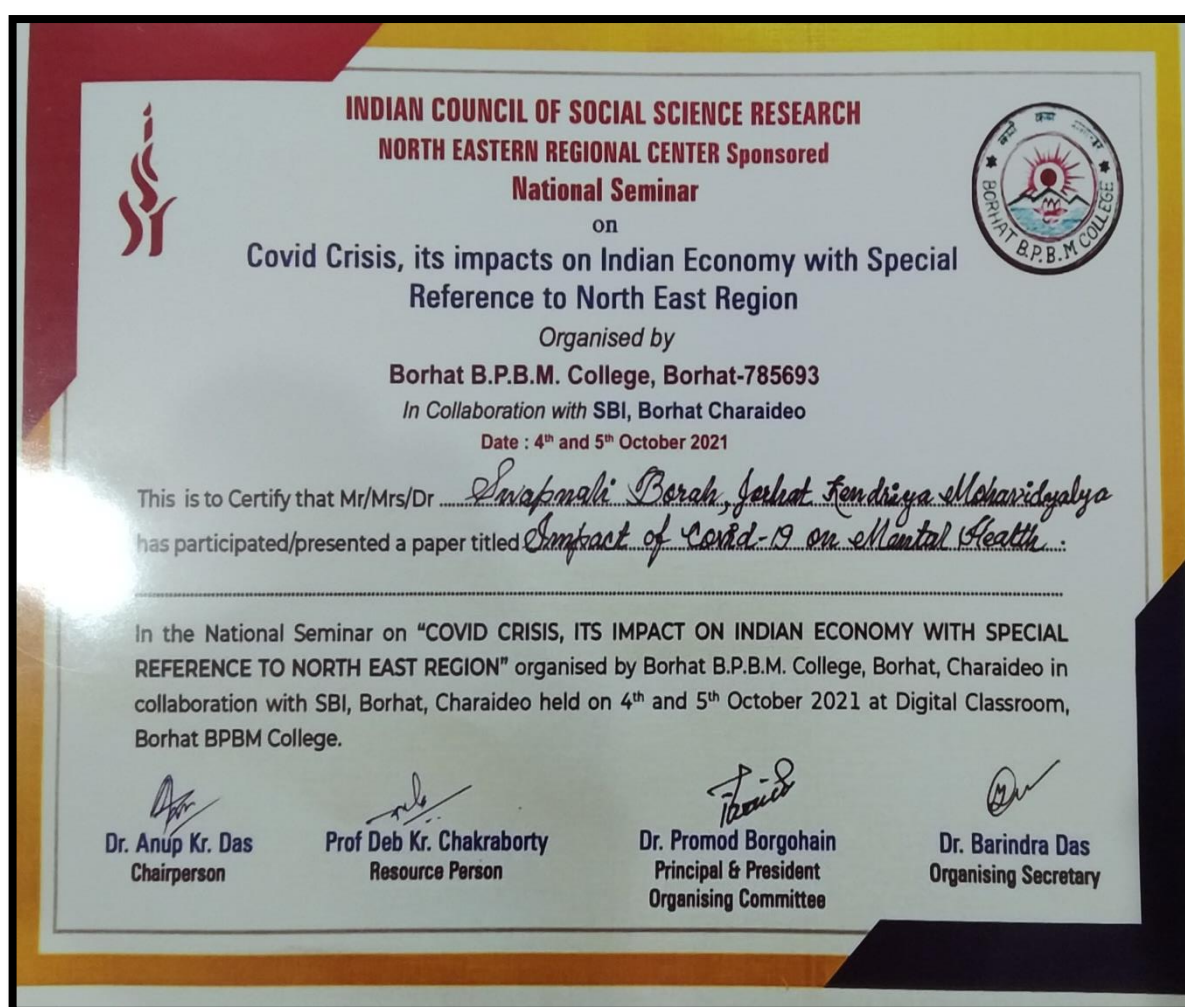 INDIAN COUNCIL OF SOCIAL SCIENCE RESEARCH
NORTH EASTERN REGIONAL CENTER Sponsored
National Seminar
on
Covid Crisis, its impacts on Indian Economy with Special
Reference to North East Region
Organised by
Borhat B.P.B.M. College, Borhat-785693
In Collaboration with SBI, Borhat Charaideo
Date : 4th and 5th October 2021
BORHAT B.P.B.M COLLEGE
This is to Certify that Mr/Mrs/Dr Swapnali Borah, Jorhat Kendriya Mohavidyalya
has participated/presented a paper titled Impact of Covid-19 on Mantal Health.
In the National Seminar on “COVID CRISIS, ITS IMPACT ON INDIAN ECONOMY WITH SPECIAL
REFERENCE TO NORTH EAST REGION” organised by Borhat B.P.B.M. College, Borhat, Charaideo in
collaboration with SBI, Borhat, Charaideo held on 4th and 5th October 2021 at Digital Classroom,
Borhat BPBM College.
Dr. Anup Kr. Das
Chairperson
Prof Deb Kr. Chakraborty
Resource Person
Dr. Promod Borgohain
Principal & President
Organising Committee
Dr. Barindra Das
Organising Secretary